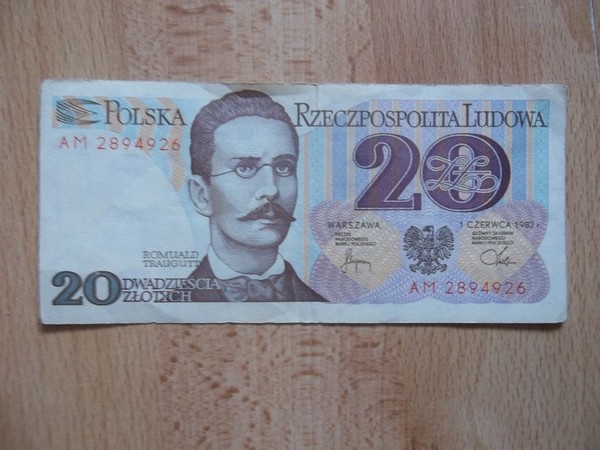 POLSKA RZECZPOSPOLITA LUDOWA
AM 2894926
20 ZŁ
WARSZAWA, 1 CZERWCA 1982 r.
PREZES NARODOWEGO BANKU POLSKIEGO
GŁÓWNY SKARBNIK NARODOWEGO BANKU POLSKIEGO
ROMUALD
TRAUGUTT
20 DWADZIEŚCIA
ZŁOTYCH
AM 2894926